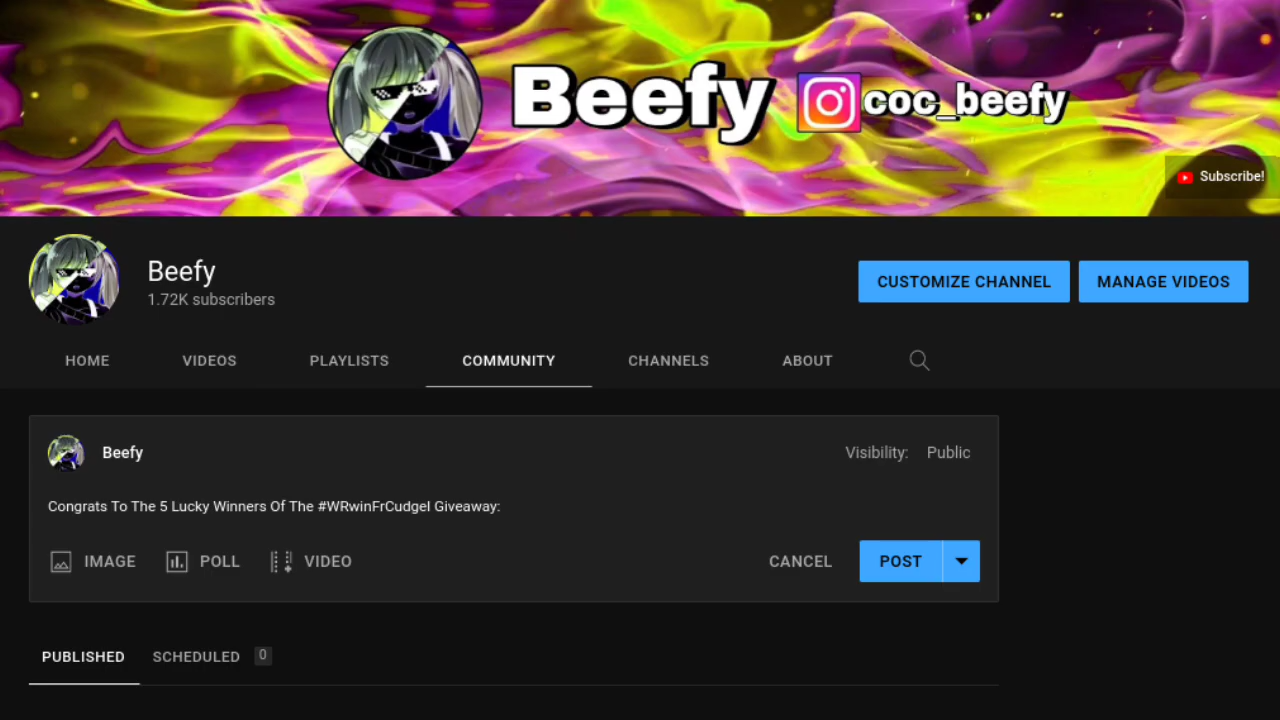 Beefy
coc_beefy
Subscribe!
Beefy
1.72K subscribers
CUSTOMIZE CHANNEL
MANAGE VIDEOS
HOME VIDEOS PLAYLISTS COMMUNITY CHANNELS ABOUT
Beefy
Visibility: Public
Congrats To The 5 Lucky Winners Of The #WRwinFrCudgel Giveaway:
IMAGE POLL VIDEO CANCEL POST
PUBLISHED SCHEDULED 0